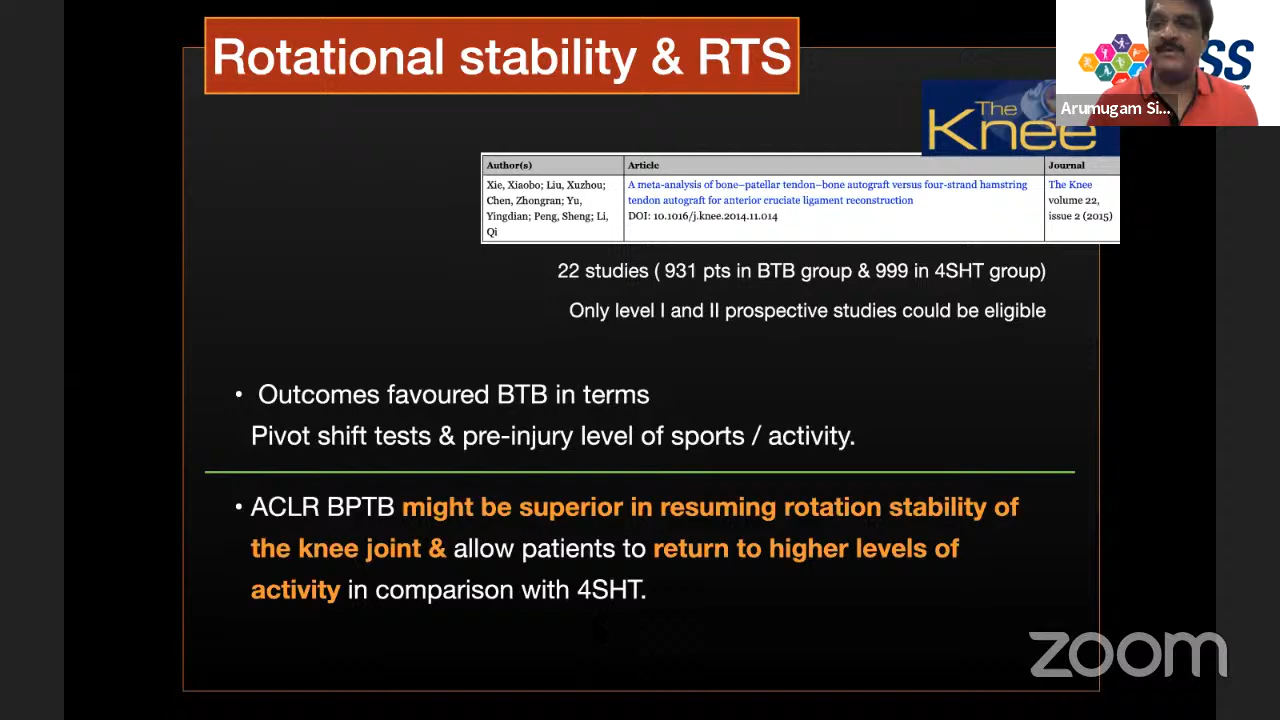 Rotational stability & RTS
SS
Arumugam Si...
The
Knee
Author(s) Article Journal
Xie, Xiaobo; Liu, Xuzhou; A meta-analysis of bone–patellar tendon–bone autograft versus four-strand hamstring The Knee
Chen, Zhongran; Yu, tendon autograft for anterior cruciate ligament reconstruction volume 22,
Yingdian; Peng, Sheng; Li, DOI: 10.1016/j.knee.2014.11.014 issue 2 (2015)
Qi
22 studies ( 931 pts in BTB group & 999 in 4SHT group)
Only level I and II prospective studies could be eligible
• Outcomes favoured BTB in terms
Pivot shift tests & pre-injury level of sports / activity.
• ACLR BPTB might be superior in resuming rotation stability of
the knee joint & allow patients to return to higher levels of
activity in comparison with 4SHT.
zoom